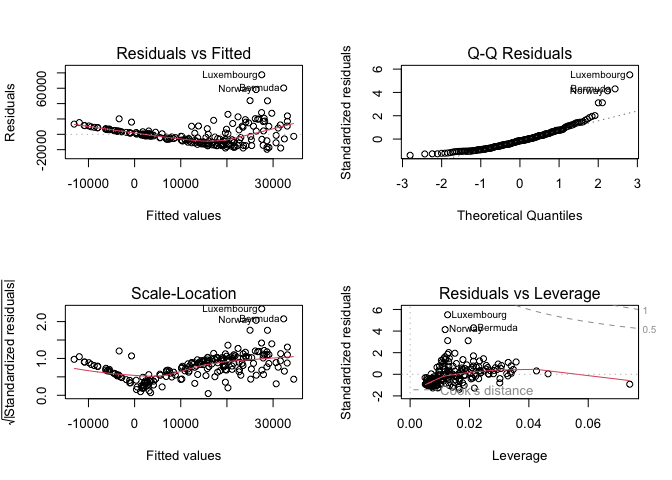 Residuals vs Fitted
Residuals
-20000
60000
Luxembourg
Norway
Bermuda
-10000 0 10000 30000
Fitted values
Q-Q Residuals
Standardized residuals
0 2 4 6
Luxembourg
Bermuda
Norway
-3 -2 -1 0 1 2 3
Theoretical Quantiles
Scale-Location
√|Standardized residuals|
0.0 1.0 2.0
Luxembourg
Norway
Bermuda
-10000 0 10000 30000
Fitted values
Residuals vs Leverage
Standardized residuals
-2 0 2 4 6
Luxembourg
Norway
Bermuda
1
0.5
Cook's distance
0.00 0.02 0.04 0.06
Leverage